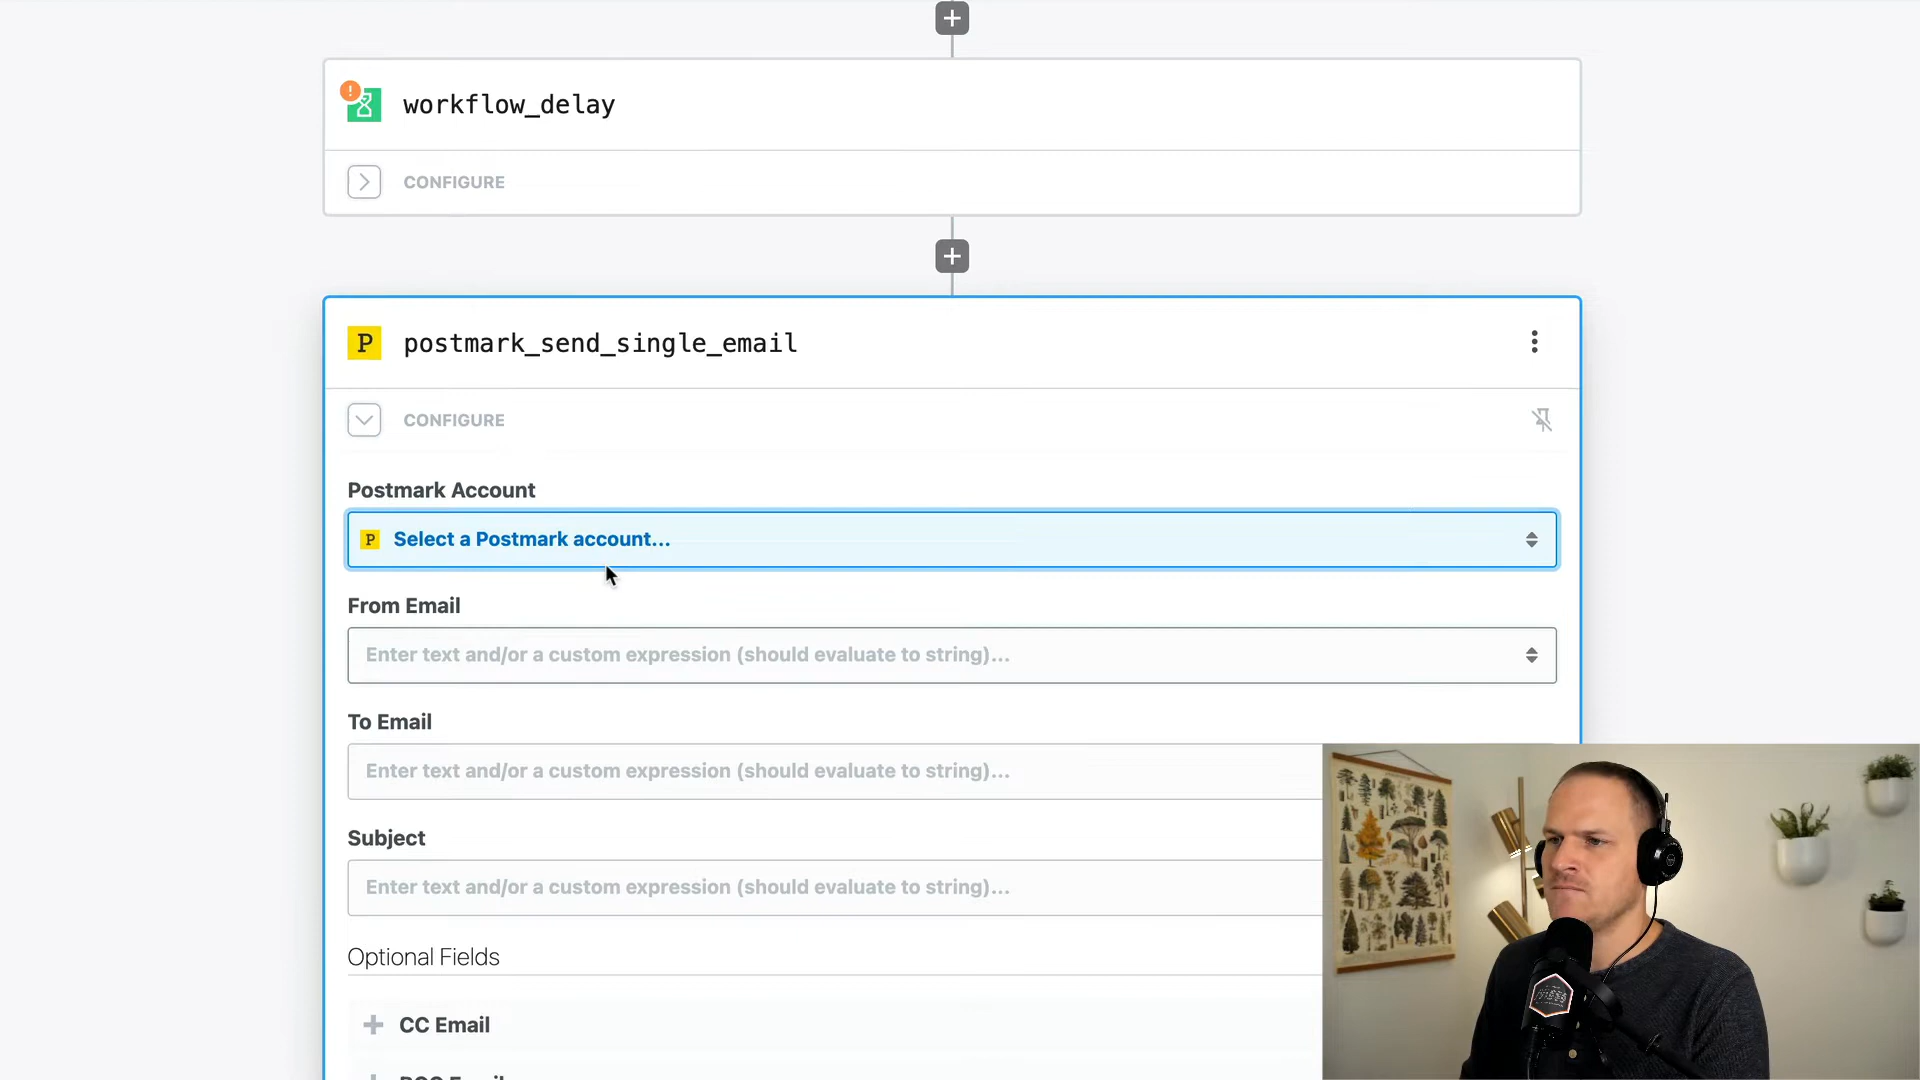 workflow_delay
CONFIGURE
P postmark_send_single_email
CONFIGURE
Postmark Account
P Select a Postmark account...
From Email
Enter text and/or a custom expression (should evaluate to string)...
To Email
Enter text and/or a custom expression (should evaluate to string)...
Subject
Enter text and/or a custom expression (should evaluate to string)...
Optional Fields
CC Email